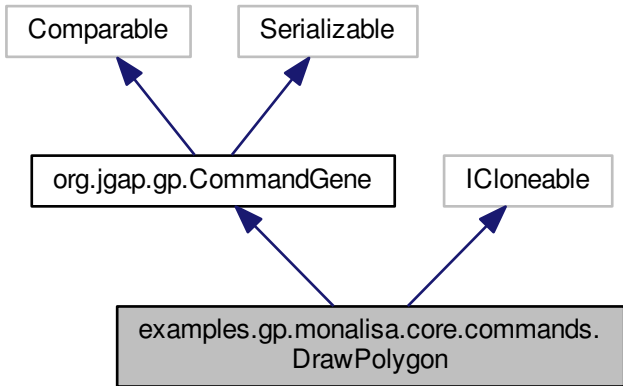 Comparable
Serializable
org.jgap.gp.CommandGene
ICloneable
examples.gp.monalisa.core.commands.
DrawPolygon